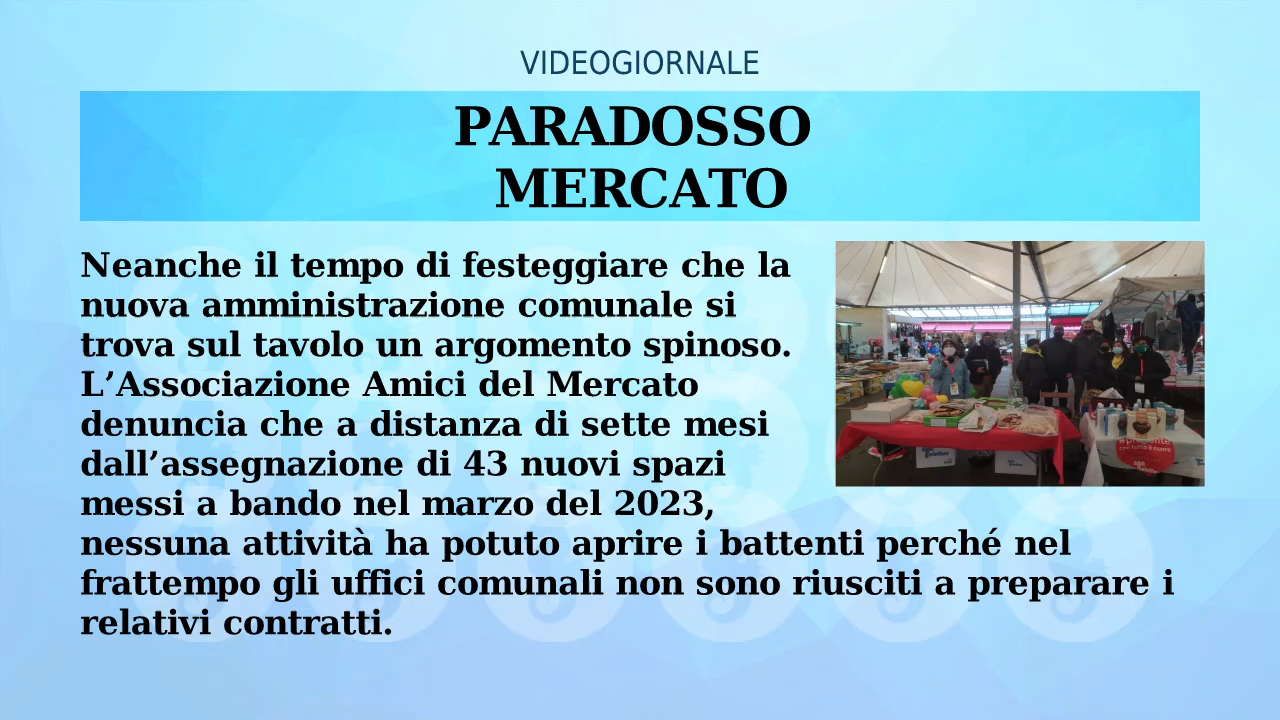 VIDEOGIORNALE
PARADOSSO
MERCATO
Neanche il tempo di festeggiare che la
nuova amministrazione comunale si
trova sul tavolo un argomento spinoso.
L’Associazione Amici del Mercato
denuncia che a distanza di sette mesi
dall’assegnazione di 43 nuovi spazi
messi a bando nel marzo del 2023,
nessuna attività ha potuto aprire i battenti perché nel
frattempo gli uffici comunali non sono riusciti a preparare i
relativi contratti.